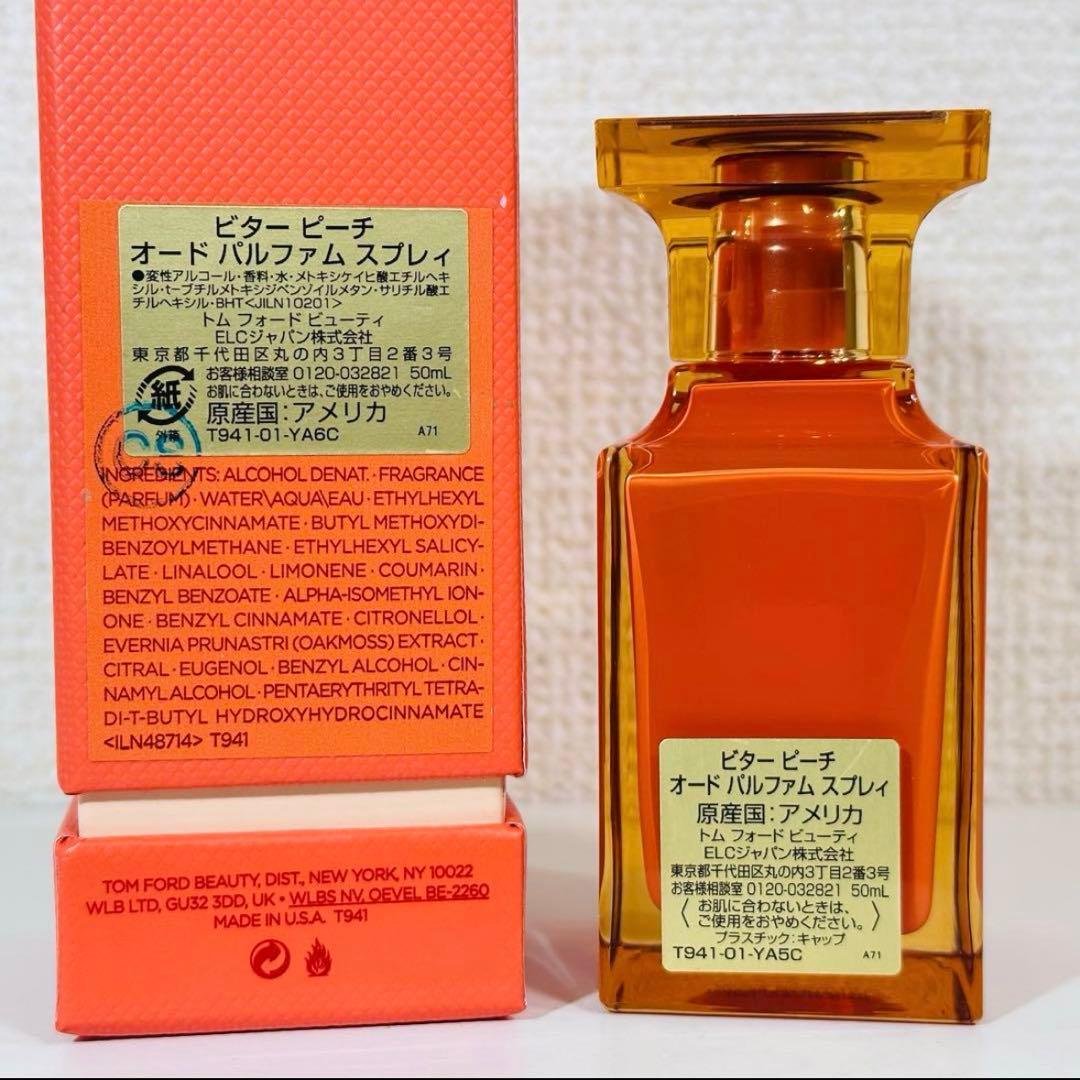 ビター ピーチ
オード パルファム スプレィ
●変性アルコール・香料・水・メトキシケイヒ酸エチルヘキ
シル・t-ブチルメトキシジベンゾイルメタン・サリチル酸エ
チルヘキシル・BHT<JILN10201>
トム フォード ビューティ
ELCジャパン株式会社
東京都千代田区丸の内3丁目2番3号
お客様相談室 0120-032821 50mL
お肌に合わないときは、ご使用をおやめください。
紙
外箱
原産国：アメリカ
T941-01-YA6C A71
INGREDIENTS: ALCOHOL DENAT. · FRAGRANCE
(PARFUM) · WATER\AQUA\EAU · ETHYLHEXYL
METHOXYCINNAMATE · BUTYL METHOXYDI-
BENZOYLMETHANE · ETHYLHEXYL SALICY-
LATE · LINALOOL · LIMONENE · COUMARIN ·
BENZYL BENZOATE · ALPHA-ISOMETHYL ION-
ONE · BENZYL CINNAMATE · CITRONELLOL ·
EVERNIA PRUNASTRI (OAKMOSS) EXTRACT ·
CITRAL · EUGENOL · BENZYL ALCOHOL · CIN-
NAMYL ALCOHOL · PENTAERYTHRITYL TETRA-
DI-T-BUTYL HYDROXYHYDROCINNAMATE
<ILN48714> T941
TOM FORD BEAUTY, DIST., NEW YORK, NY 10022
WLB LTD, GU32 3DD, UK • WLBS NV, OEVEL BE-2260
MADE IN U.S.A. T941
ビター ピーチ
オード パルファム スプレィ
原産国：アメリカ
トム フォード ビューティ
ELCジャパン株式会社
東京都千代田区丸の内3丁目2番3号
お客様相談室 0120-032821 50mL
〈お肌に合わないときは、
ご使用をおやめください。〉
プラスチック：キャップ
T941-01-YA5C A71